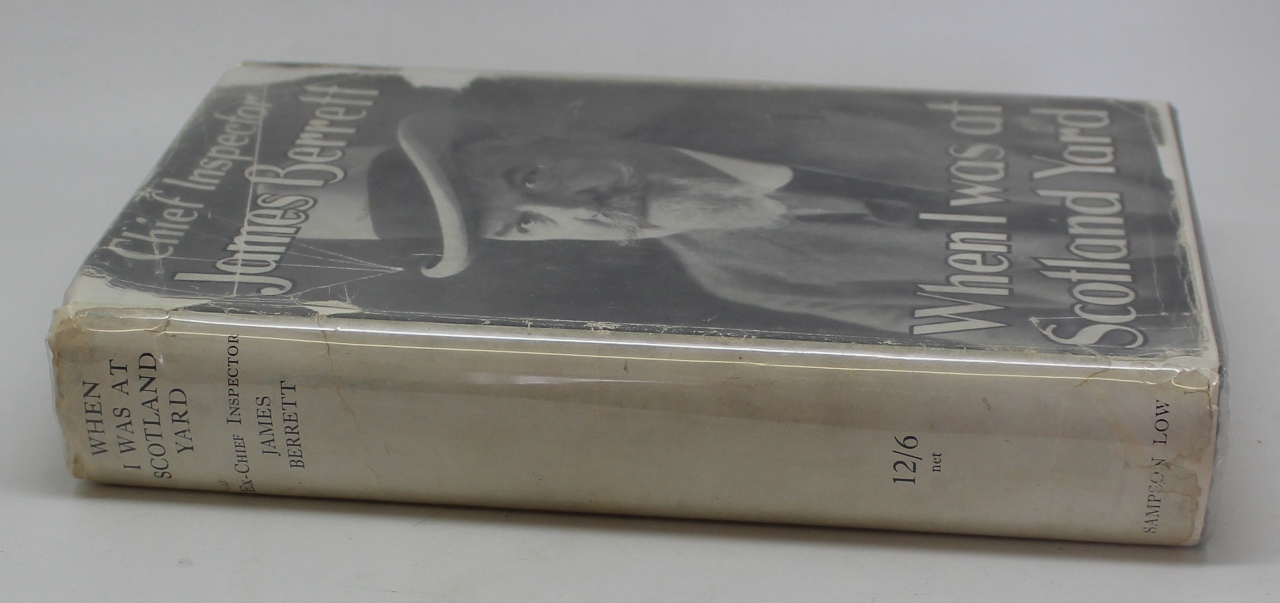 Chief Inspector
James Berrett
When I was at
Scotland Yard
WHEN
I WAS AT
SCOTLAND
YARD
EX-CHIEF INSPECTOR
JAMES
BERRETT
12/6
net
SAMPSON LOW